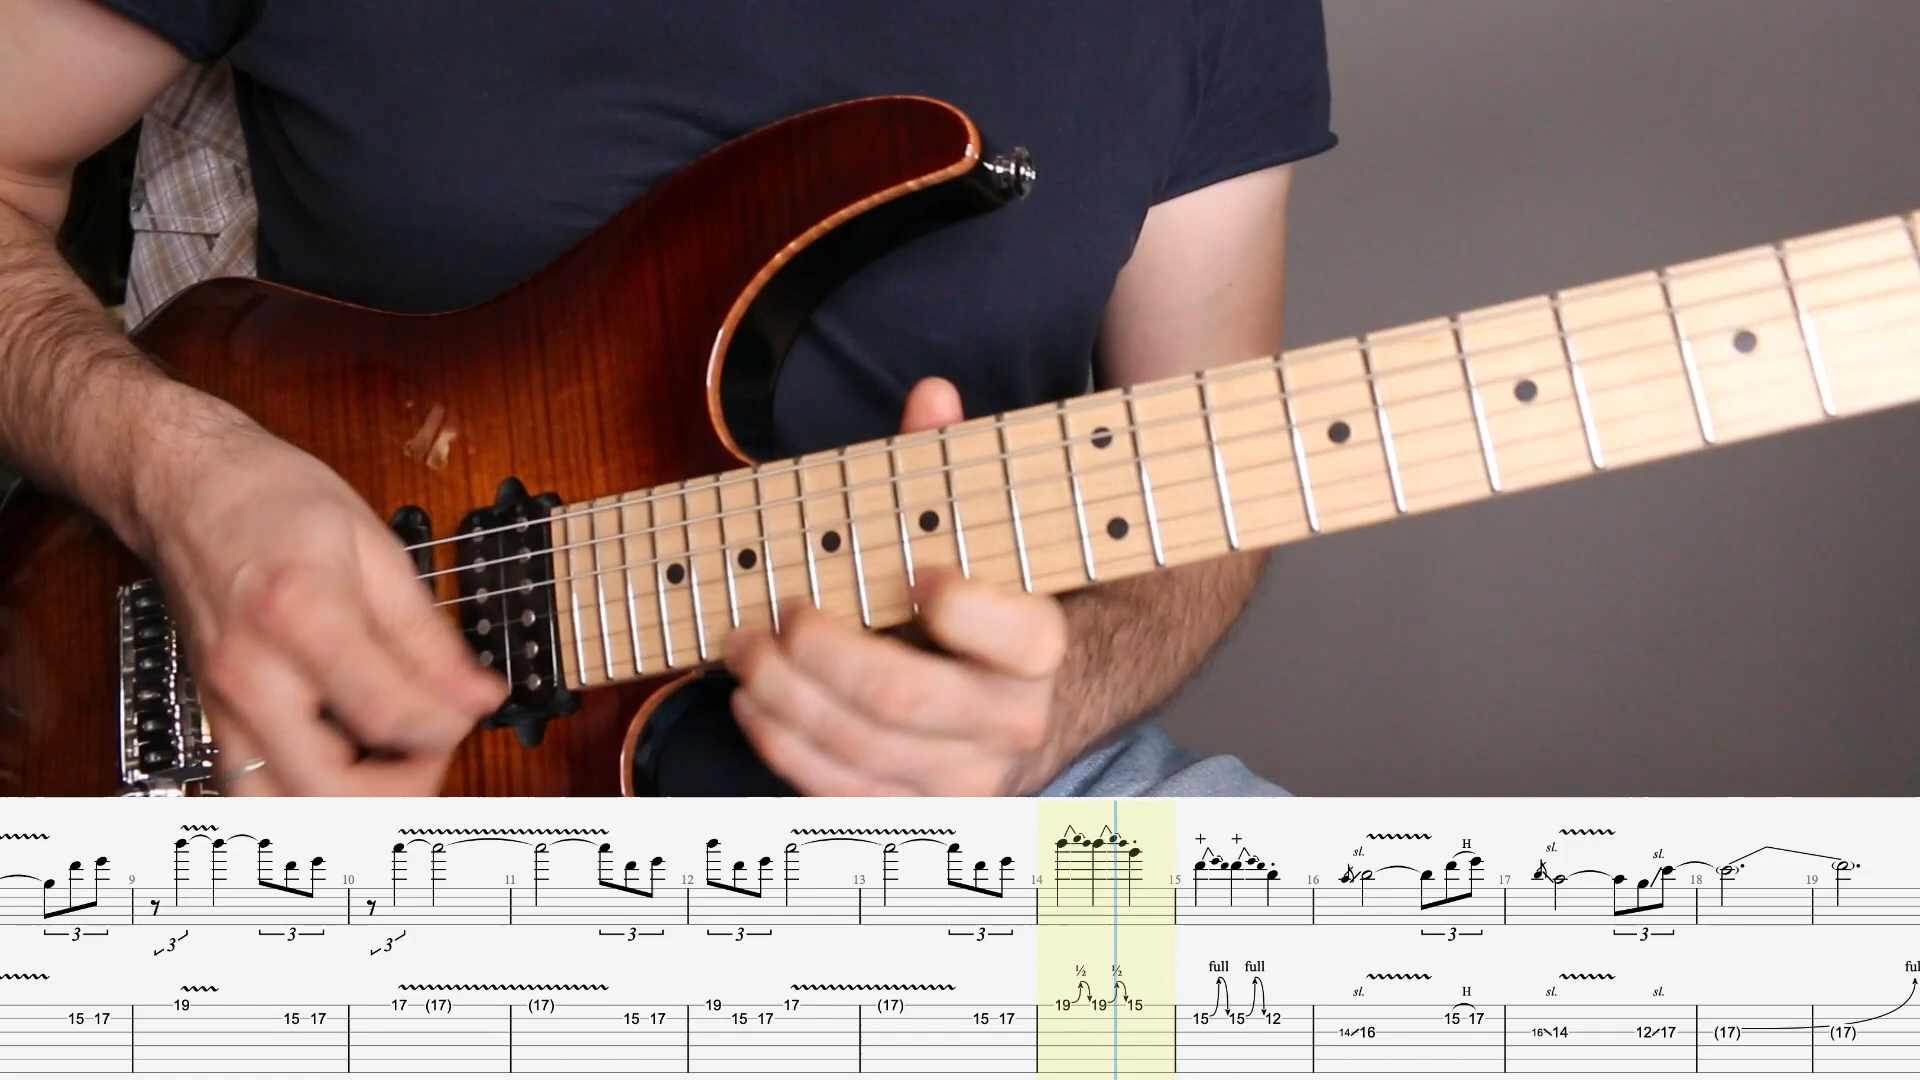 sl. H sl. sl.
9 10 11 12 13 14 15 16 17 18 19
3 3 3 3 3 3 3 3
½ ½ full full
sl. H sl. sl.
19 17 (17) (17) 19 17 (17) 19 19 15
15 17 15 17 15 17 15 17 15 17 15 15 12 15 17
14 16 16 14 12 17 (17) (17)